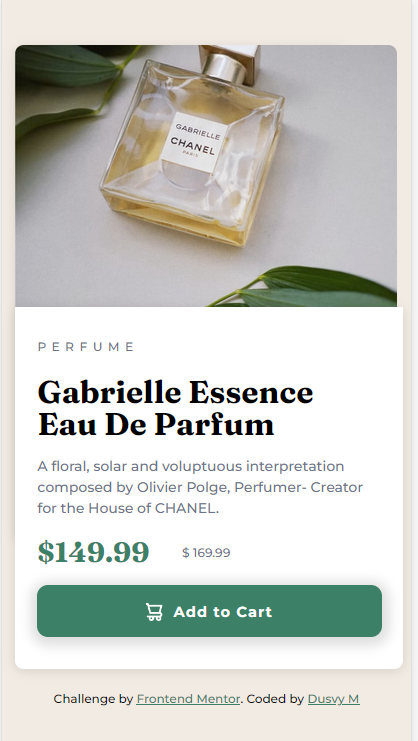 GABRIELLE
CHANEL
PARIS
PERFUME
Gabrielle Essence
Eau De Parfum
A floral, solar and voluptuous interpretation
composed by Olivier Polge, Perfumer- Creator
for the House of CHANEL.
$149.99 $ 169.99
Add to Cart
Challenge by Frontend Mentor. Coded by Dusvy M